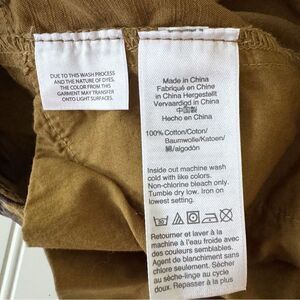 DUE TO THIS WASH PROCESS
AND THE NATURE OF DYES,
THE COLOR FROM THIS
GARMENT MAY TRANSFER
ONTO LIGHT SURFACES.
Made in China
Fabriqué en Chine
in China Hergestellt
Vervaardigd in China
中国製
Hecho en China
100% Cotton/Coton/
Baumwolle/Katoen/
綿/algodón
Inside out machine wash
cold with like colors.
Non-chlorine bleach only.
Tumble dry low. Iron on
lowest setting.
Retourner et laver à la
machine à l'eau froide avec
des couleurs semblables.
Agent de blanchiment sans
chlore seulement. Sécher
au sèche-linge au cycle
doux. Repasser à